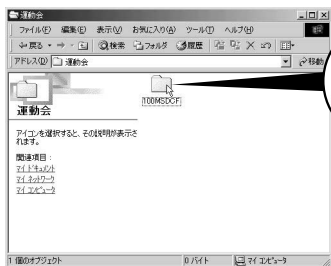 運動会
ファイル(F) 編集(E) 表示(V) お気に入り(A) ツール(T) ヘルプ(H)
戻る 検索 フォルダ 履歴
アドレス(D) 運動会 移動
運動会
100MSDCF
アイコンを選択すると、その説明が表示さ
れます。
関連項目:
マイ ドキュメント
マイ ネットワーク
マイ コンピュータ
1 個のオブジェクト 0 バイト マイ コンピュータ